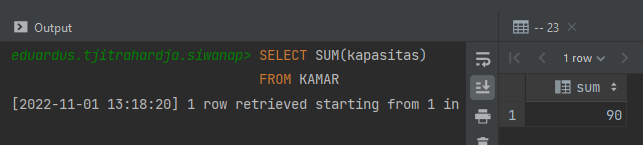 Output
-- 23
eduardus.tjitrahardja.siwanap> SELECT SUM(kapasitas)
FROM KAMAR
[2022-11-01 13:18:20] 1 row retrieved starting from 1 in
1 row
sum
1 90